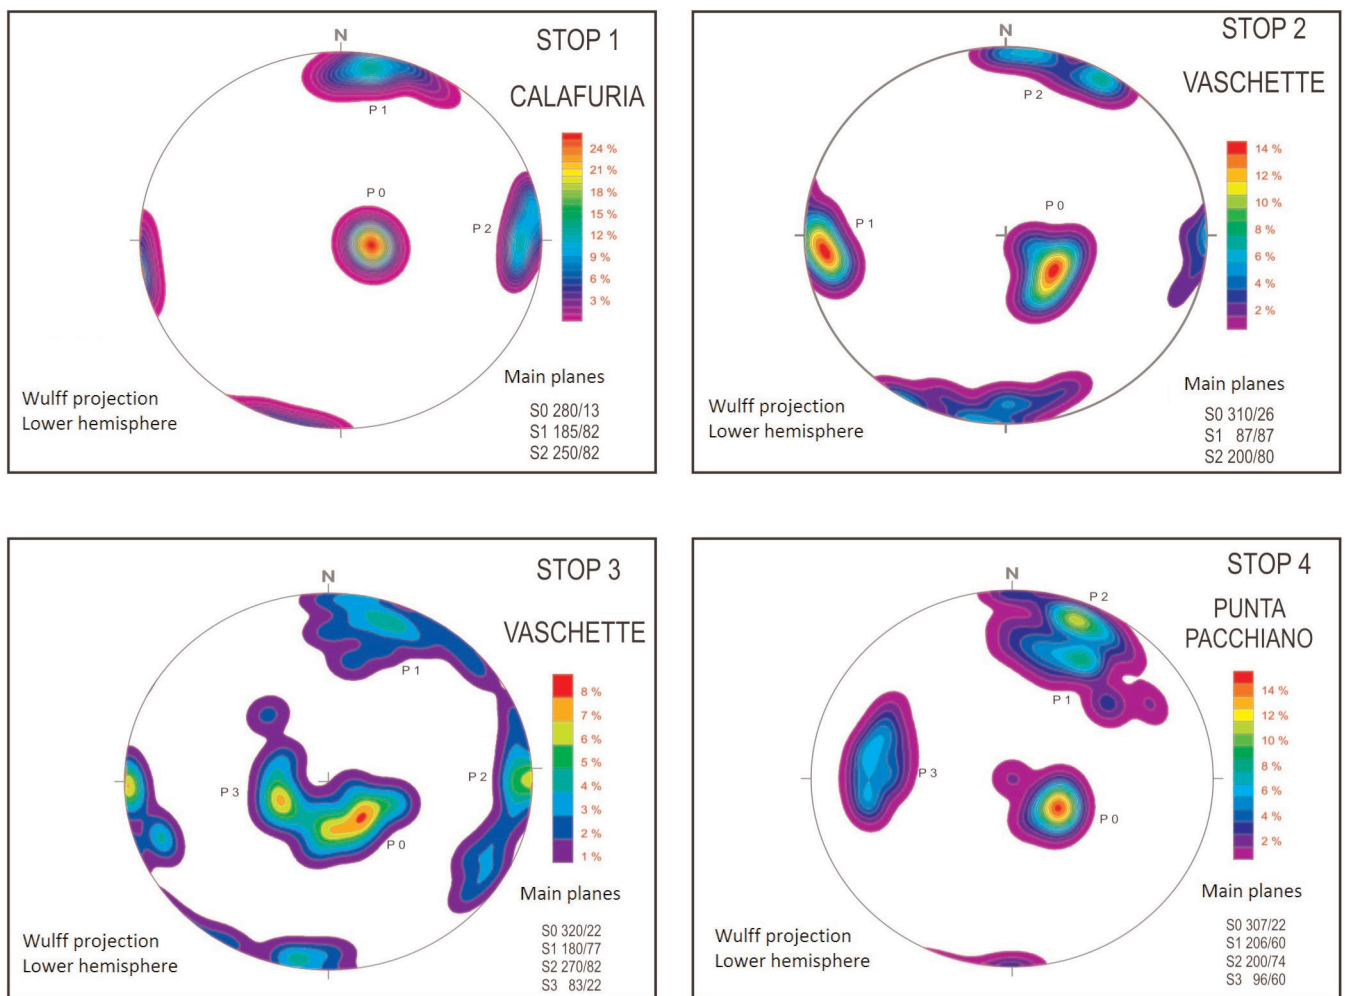 STOP 1
CALAFURIA
N
P 1
P 0
P 2
24 %
21 %
18 %
15 %
12 %
9 %
6 %
3 %
Wulff projection
Lower hemisphere
Main planes
S0 280/13
S1 185/82
S2 250/82
STOP 2
VASCHETTE
N
P 2
P 1
P 0
14 %
12 %
10 %
8 %
6 %
4 %
2 %
Wulff projection
Lower hemisphere
Main planes
S0 310/26
S1 87/87
S2 200/80
STOP 3
VASCHETTE
N
P 1
P 2
P 3
P 0
8 %
7 %
6 %
5 %
4 %
3 %
2 %
1 %
Wulff projection
Lower hemisphere
Main planes
S0 320/22
S1 180/77
S2 270/82
S3 83/22
STOP 4
PUNTA
PACCHIANO
N
P 2
P 1
P 3
P 0
14 %
12 %
10 %
8 %
6 %
4 %
2 %
Wulff projection
Lower hemisphere
Main planes
S0 307/22
S1 206/60
S2 200/74
S3 96/60